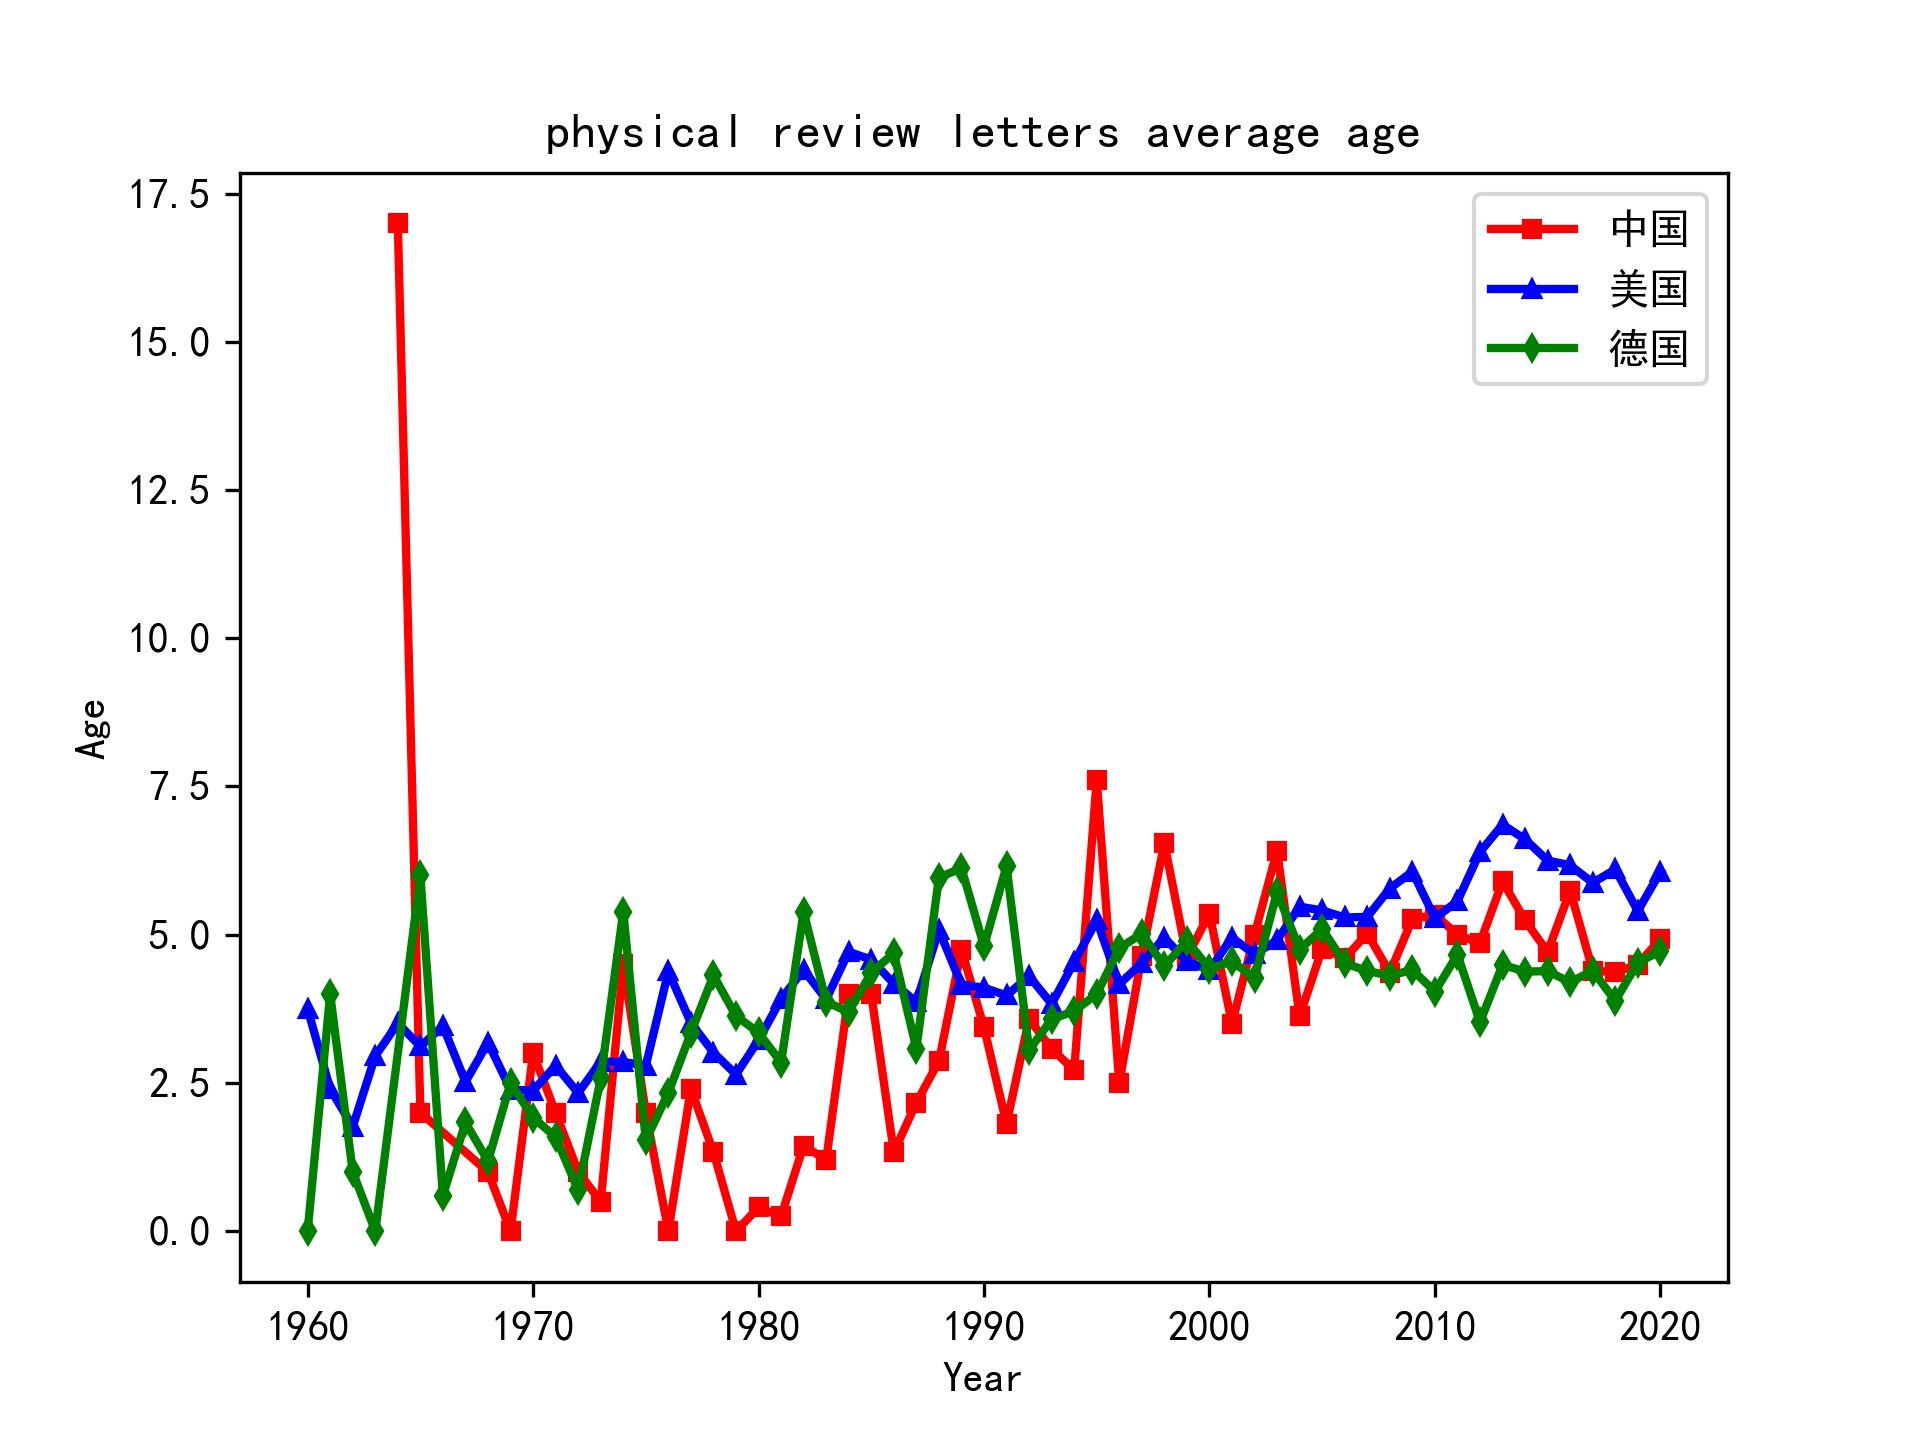 physical review letters average age
17.5
15.0
12.5
10.0
7.5
5.0
2.5
0.0
Age
中国
美国
德国
1960 1970 1980 1990 2000 2010 2020
Year